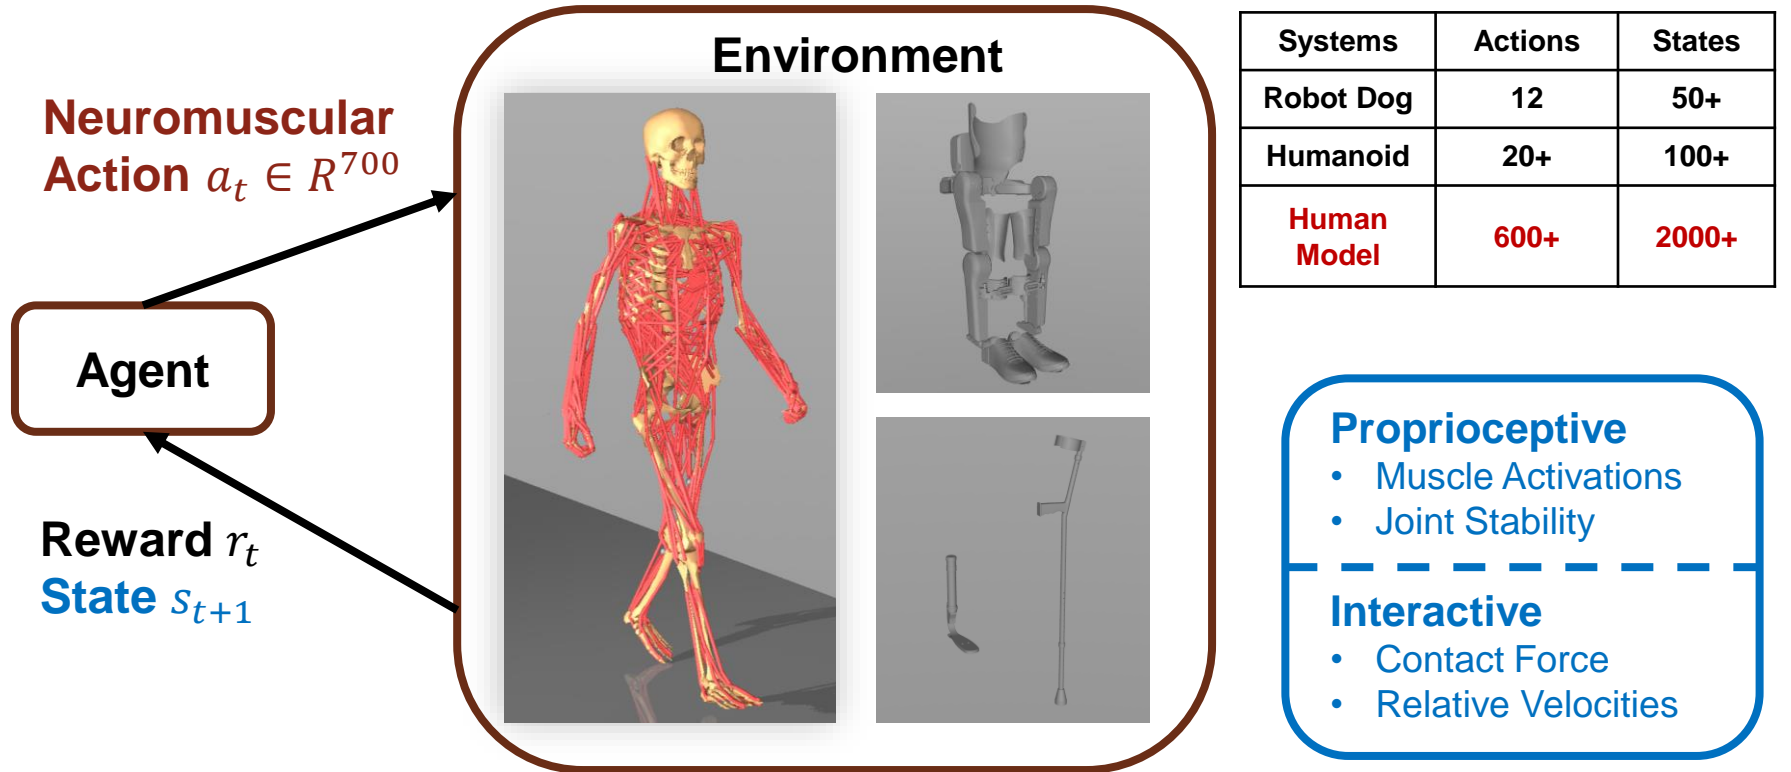 Environment
Neuromuscular
Action a_t ∈ R^700
Agent
Reward r_t
State s_{t+1}
Systems Actions States
Robot Dog 12 50+
Humanoid 20+ 100+
Human
Model 600+ 2000+
Proprioceptive
• Muscle Activations
• Joint Stability
Interactive
• Contact Force
• Relative Velocities